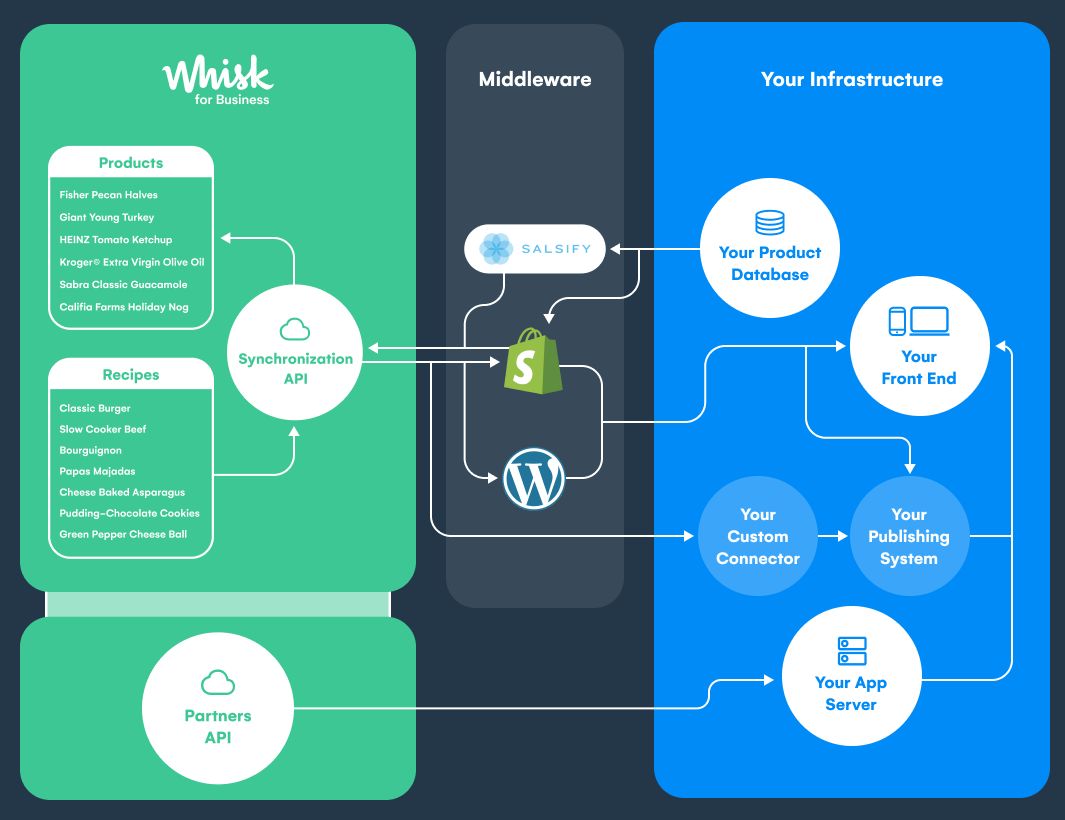 Whisk
for Business
Products
Fisher Pecan Halves
Giant Young Turkey
HEINZ Tomato Ketchup
Kroger® Extra Virgin Olive Oil
Sabra Classic Guacamole
Califia Farms Holiday Nog
Synchronization
API
Recipes
Classic Burger
Slow Cooker Beef
Bourguignon
Papas Majadas
Cheese Baked Asparagus
Pudding-Chocolate Cookies
Green Pepper Cheese Ball
Partners
API
Middleware
SALSIFY
S
W
Your Infrastructure
Your Product
Database
Your
Front End
Your
Custom
Connector
Your
Publishing
System
Your App
Server